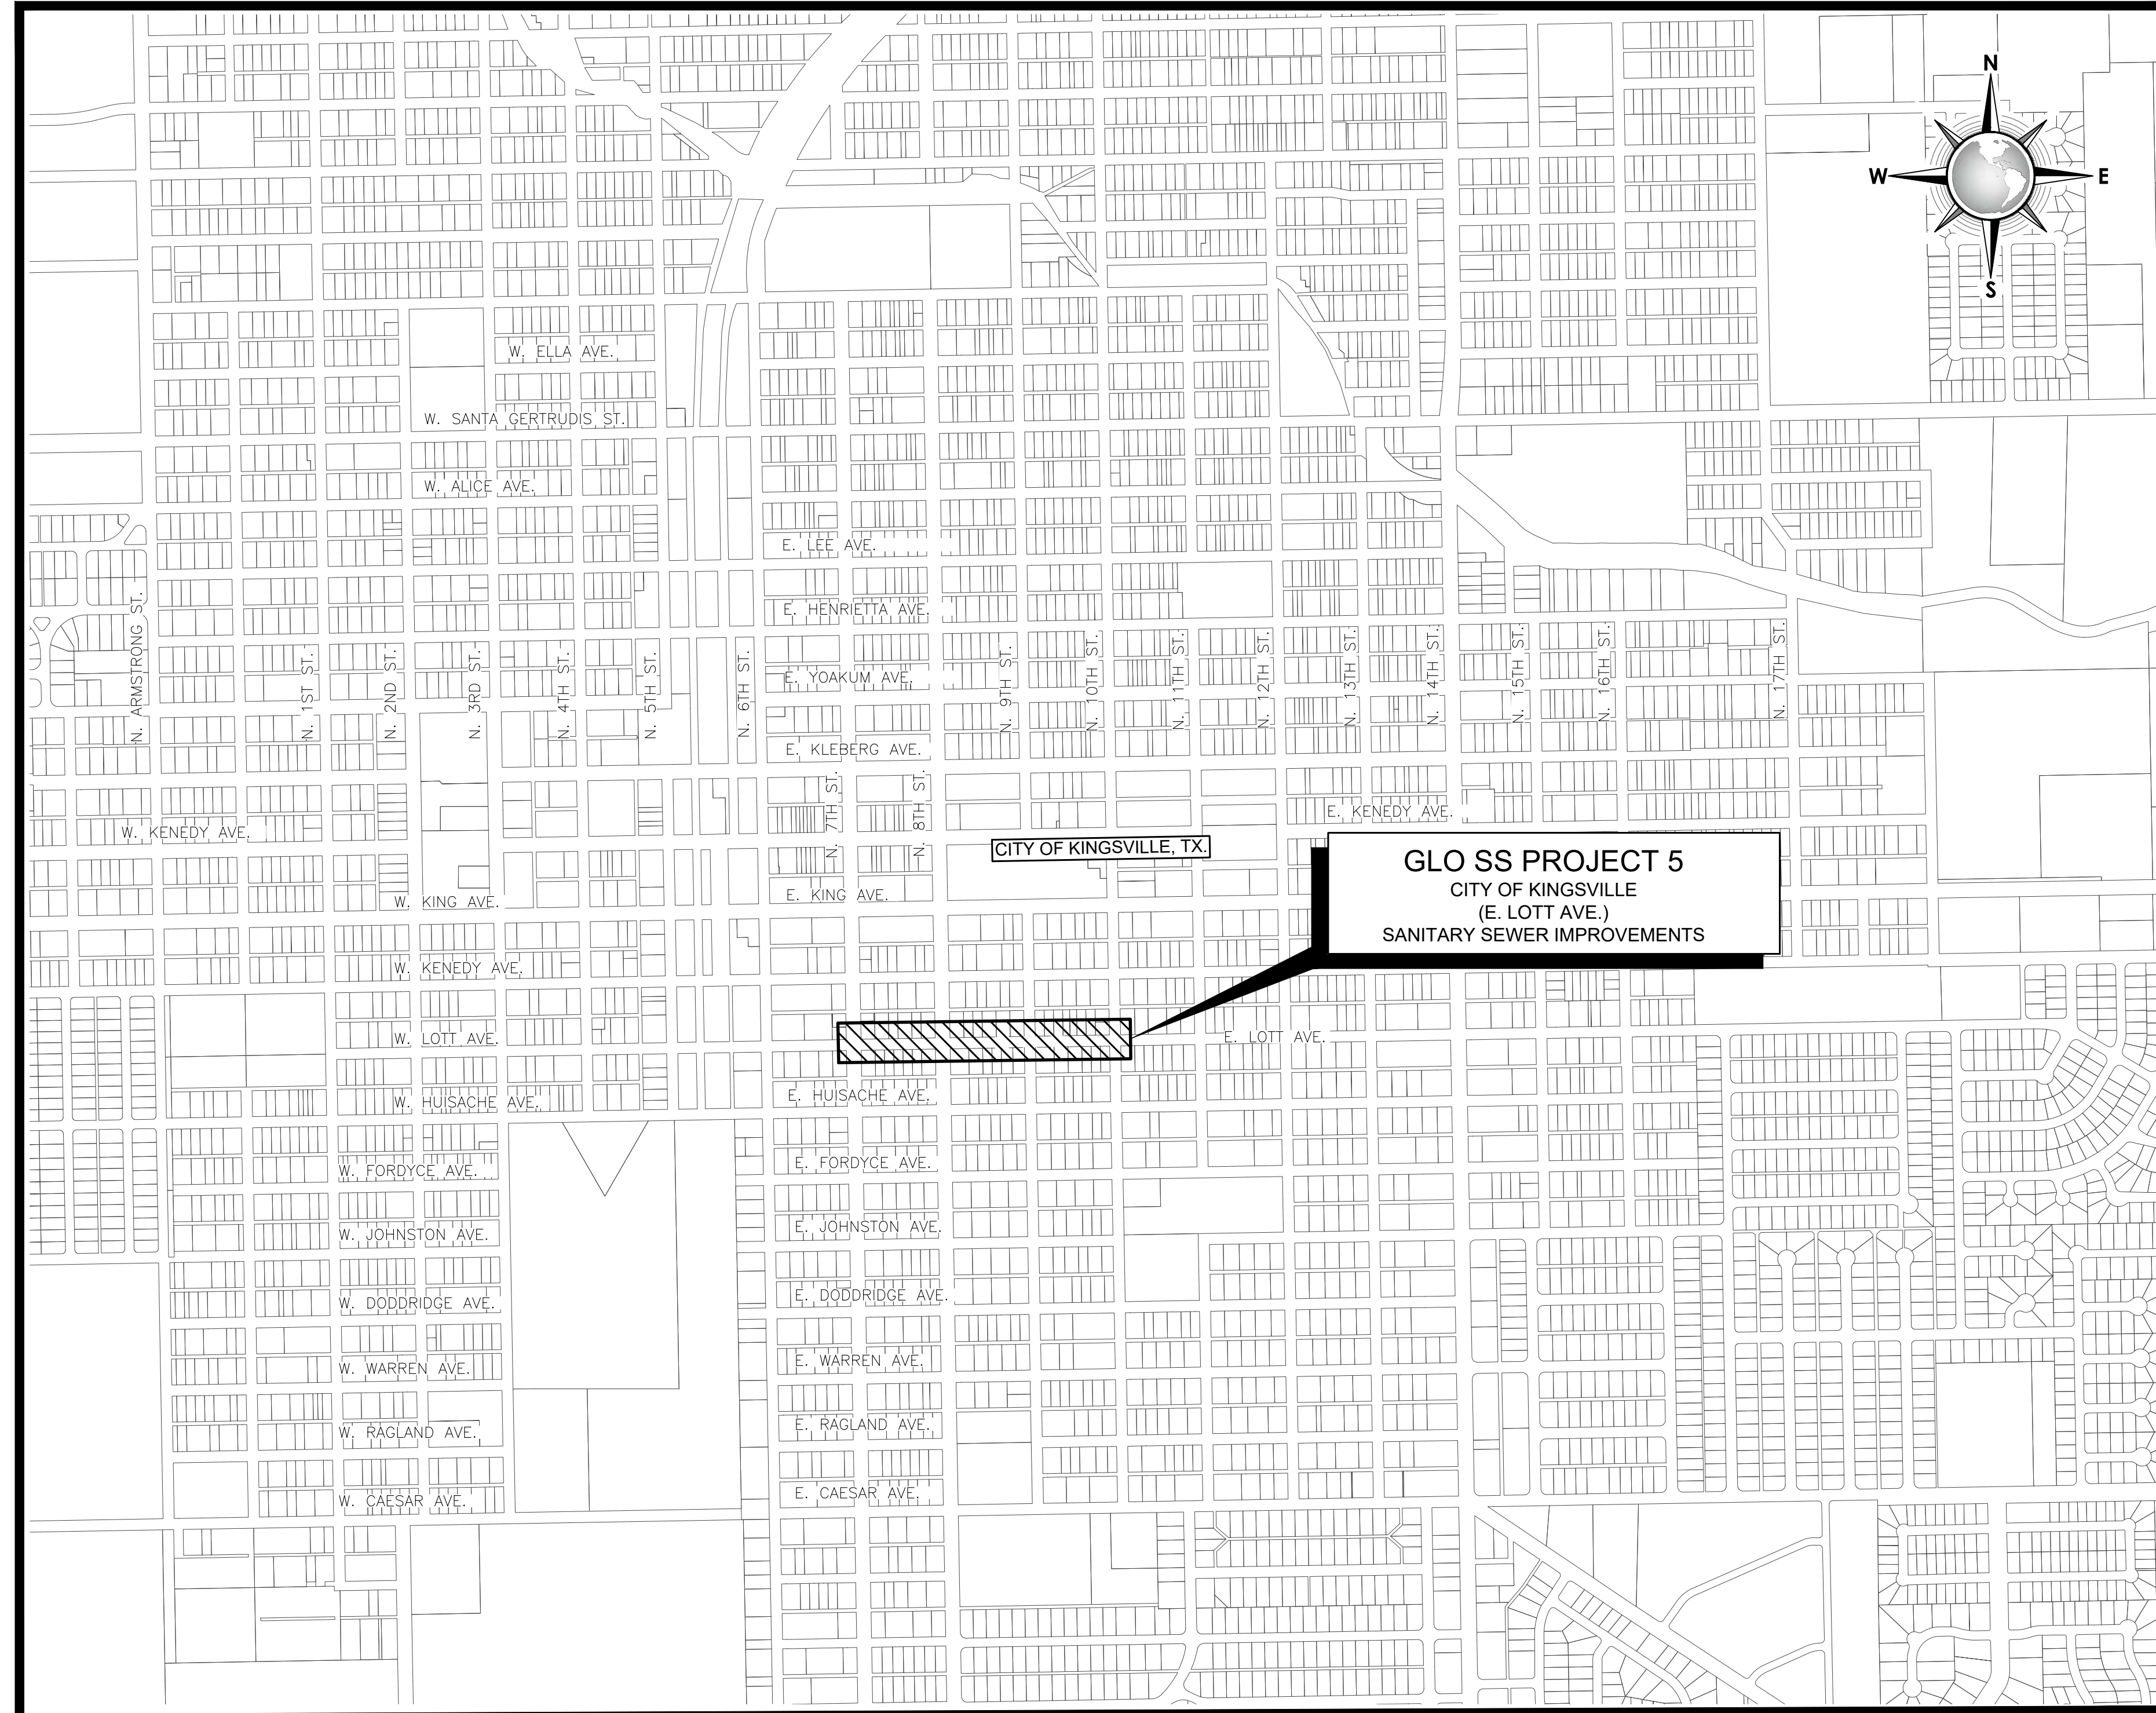 N
W
E
S
W. ELLA AVE.
W. SANTA GERTRUDIS ST.
W. ALICE AVE.
E. LEE AVE.
E. HENRIETTA AVE.
N. ARMSTRONG ST.
N. 1ST ST.
N. 2ND ST.
N. 3RD ST.
N. 4TH ST.
N. 5TH ST.
N. 6TH ST.
E. YOAKUM AVE.
N. 9TH ST.
N. 10TH ST.
N. 11TH ST.
N. 12TH ST.
N. 13TH ST.
N. 14TH ST.
N. 15TH ST.
N. 16TH ST.
N. 17TH ST.
E. KLEBERG AVE.
N. 7TH ST.
N. 8TH ST.
E. KENEDY AVE.
W. KENEDY AVE.
CITY OF KINGSVILLE, TX.
GLO SS PROJECT 5
CITY OF KINGSVILLE
(E. LOTT AVE.)
SANITARY SEWER IMPROVEMENTS
W. KING AVE.
E. KING AVE.
W. KENEDY AVE.
W. LOTT AVE.
E. LOTT AVE.
W. HUISACHE AVE.
E. HUISACHE AVE.
W. FORDYCE AVE.
E. FORDYCE AVE.
W. JOHNSTON AVE.
E. JOHNSTON AVE.
W. DODDRIDGE AVE.
E. DODDRIDGE AVE.
W. WARREN AVE.
E. WARREN AVE.
W. RAGLAND AVE.
E. RAGLAND AVE.
W. CAESAR AVE.
E. CAESAR AVE.